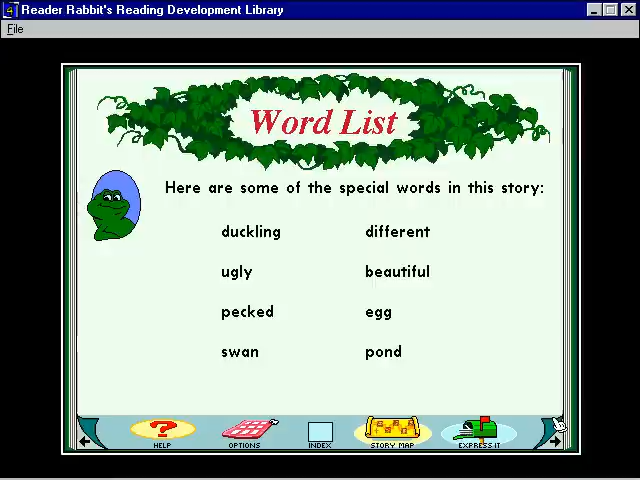 Reader Rabbit's Reading Development Library
File
Word List
Here are some of the special words in this story:
duckling different
ugly beautiful
pecked egg
swan pond
HELP OPTIONS INDEX STORY MAP EXPRESS IT